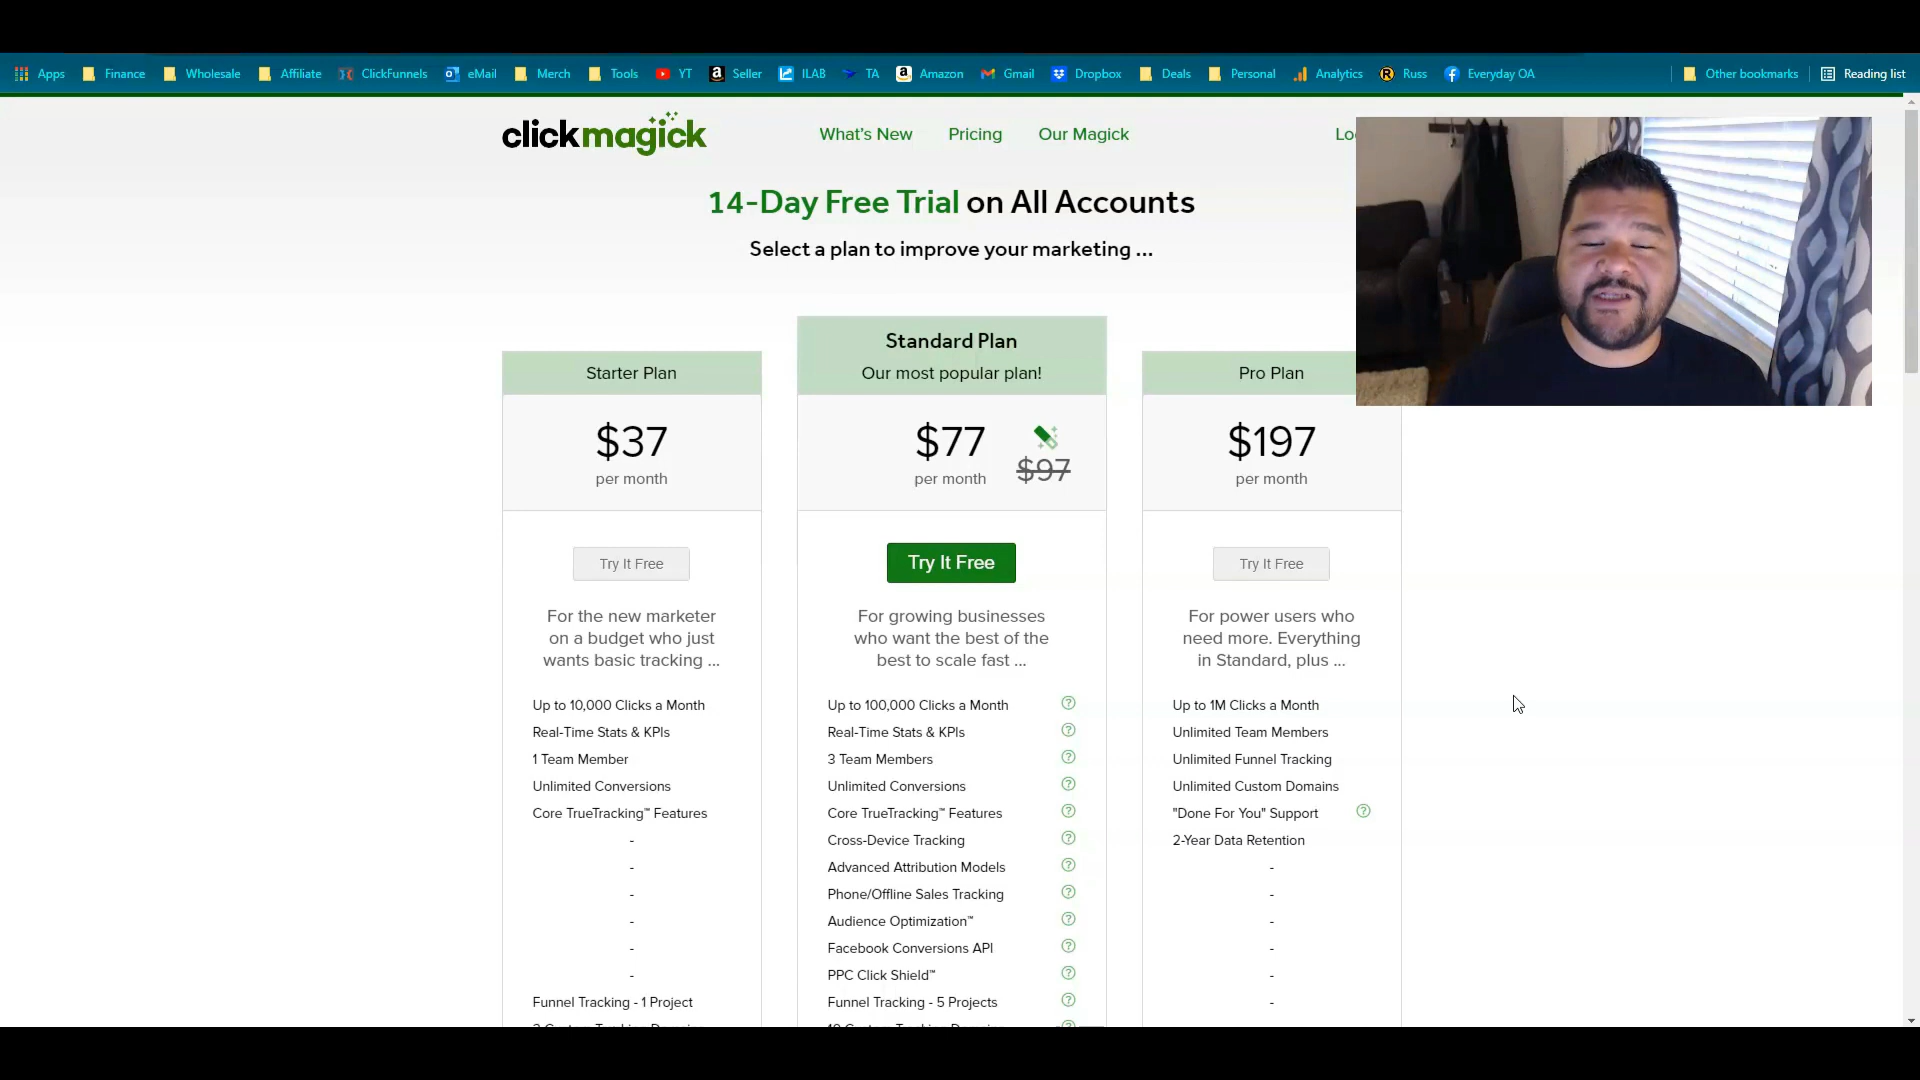 Apps Finance Wholesale Affiliate ClickFunnels eMail Merch Tools YT Seller ILAB TA Amazon Gmail Dropbox Deals Personal Analytics Russ Everyday OA Other bookmarks Reading list
clickmagick What's New Pricing Our Magick
14-Day Free Trial on All Accounts
Select a plan to improve your marketing ...
Starter Plan
$37
per month
Try It Free
For the new marketer
on a budget who just
wants basic tracking ...
Up to 10,000 Clicks a Month
Real-Time Stats & KPIs
1 Team Member
Unlimited Conversions
Core TrueTracking™ Features
-
-
-
-
-
-
Funnel Tracking - 1 Project
Standard Plan
Our most popular plan!
$77 $97
per month
Try It Free
For growing businesses
who want the best of the
best to scale fast ...
Up to 100,000 Clicks a Month
Real-Time Stats & KPIs
3 Team Members
Unlimited Conversions
Core TrueTracking™ Features
Cross-Device Tracking
Advanced Attribution Models
Phone/Offline Sales Tracking
Audience Optimization™
Facebook Conversions API
PPC Click Shield™
Funnel Tracking - 5 Projects
Pro Plan
$197
per month
Try It Free
For power users who
need more. Everything
in Standard, plus ...
Up to 1M Clicks a Month
Unlimited Team Members
Unlimited Funnel Tracking
Unlimited Custom Domains
"Done For You" Support
2-Year Data Retention
-
-
-
-
-
-